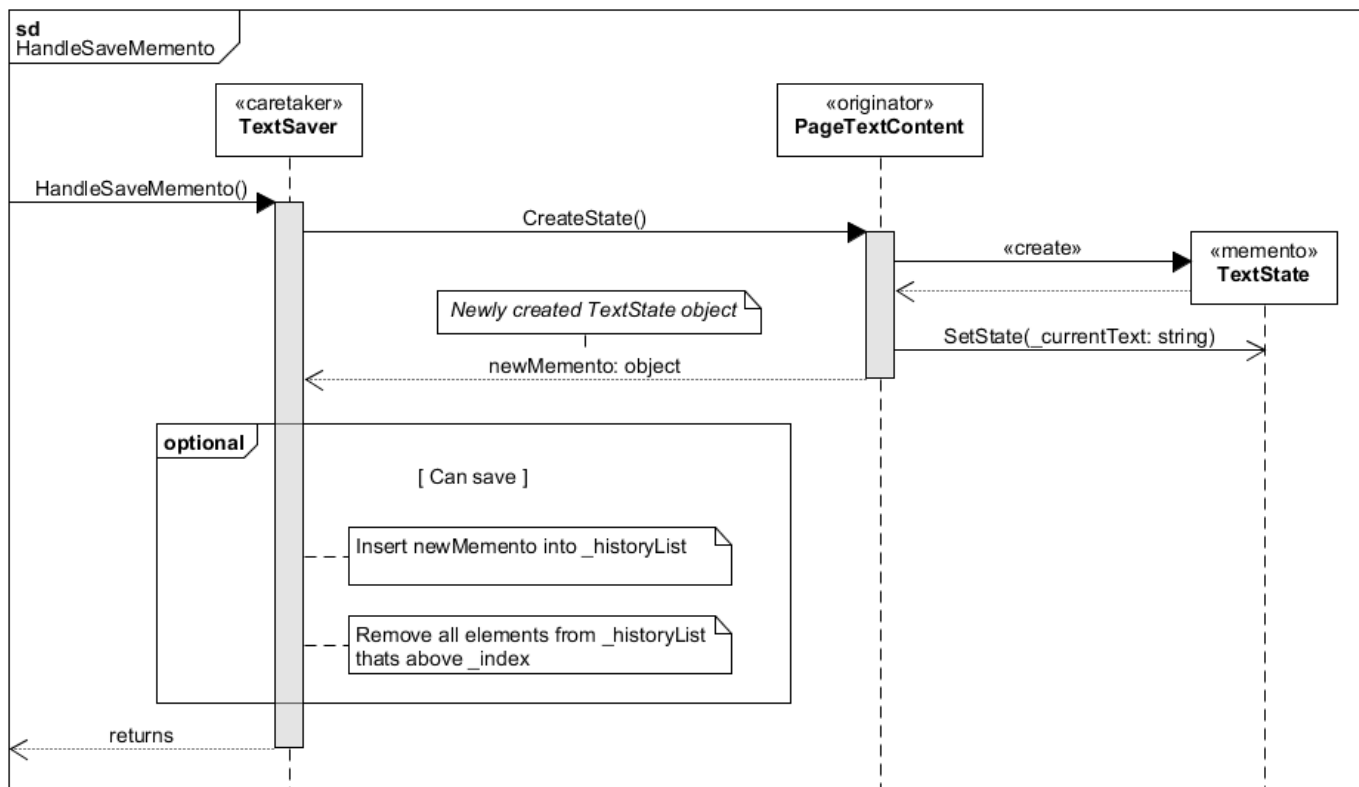 sd
HandleSaveMemento
«caretaker»
TextSaver
«originator»
PageTextContent
HandleSaveMemento()
CreateState()
«create»
«memento»
TextState
Newly created TextState object
SetState(_currentText: string)
newMemento: object
optional
[ Can save ]
Insert newMemento into _historyList
Remove all elements from _historyList
thats above _index
returns